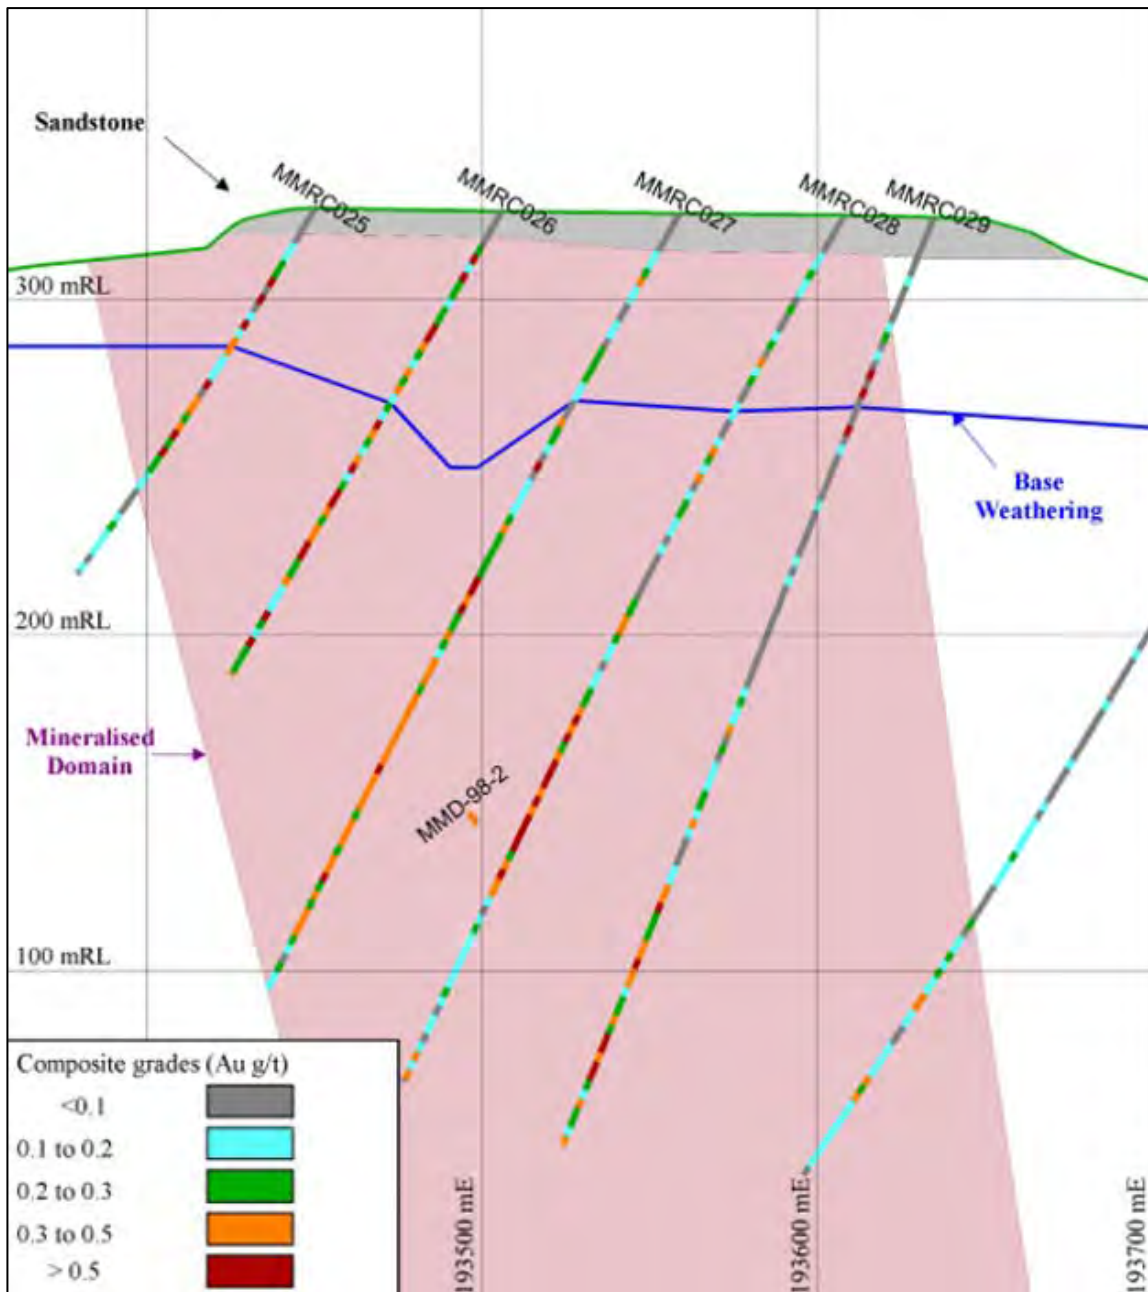 Sandstone
MMRC025
MMRC026
MMRC027
MMRC028
MMRC029
300 mRL
Base
Weathering
200 mRL
Mineralised
Domain
MMD-98-2
100 mRL
Composite grades (Au g/t)
<0.1
0.1 to 0.2
0.2 to 0.3
0.3 to 0.5
> 0.5
193500 mE
193600 mE
193700 mE